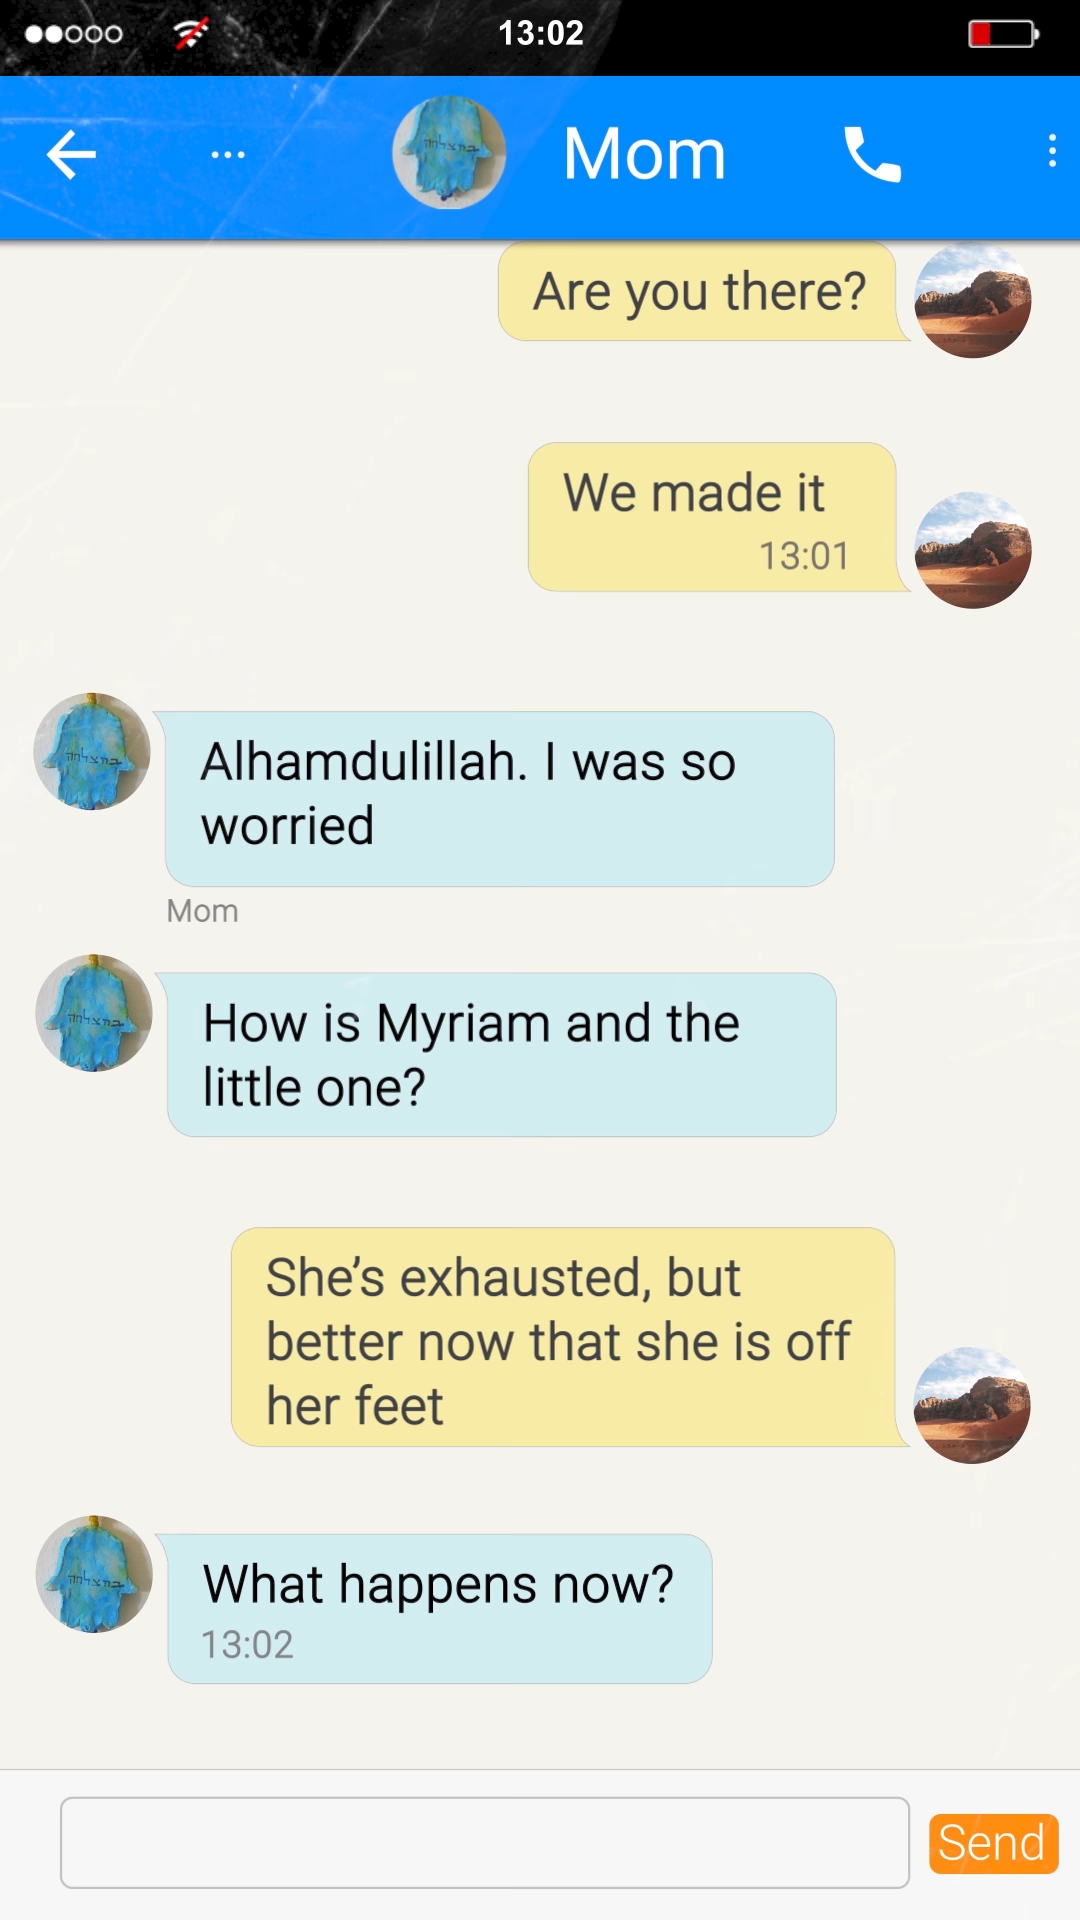 13:02
Mom
Are you there?
We made it
13:01
Alhamdulillah. I was so
worried
Mom
How is Myriam and the
little one?
She’s exhausted, but
better now that she is off
her feet
What happens now?
13:02
Send